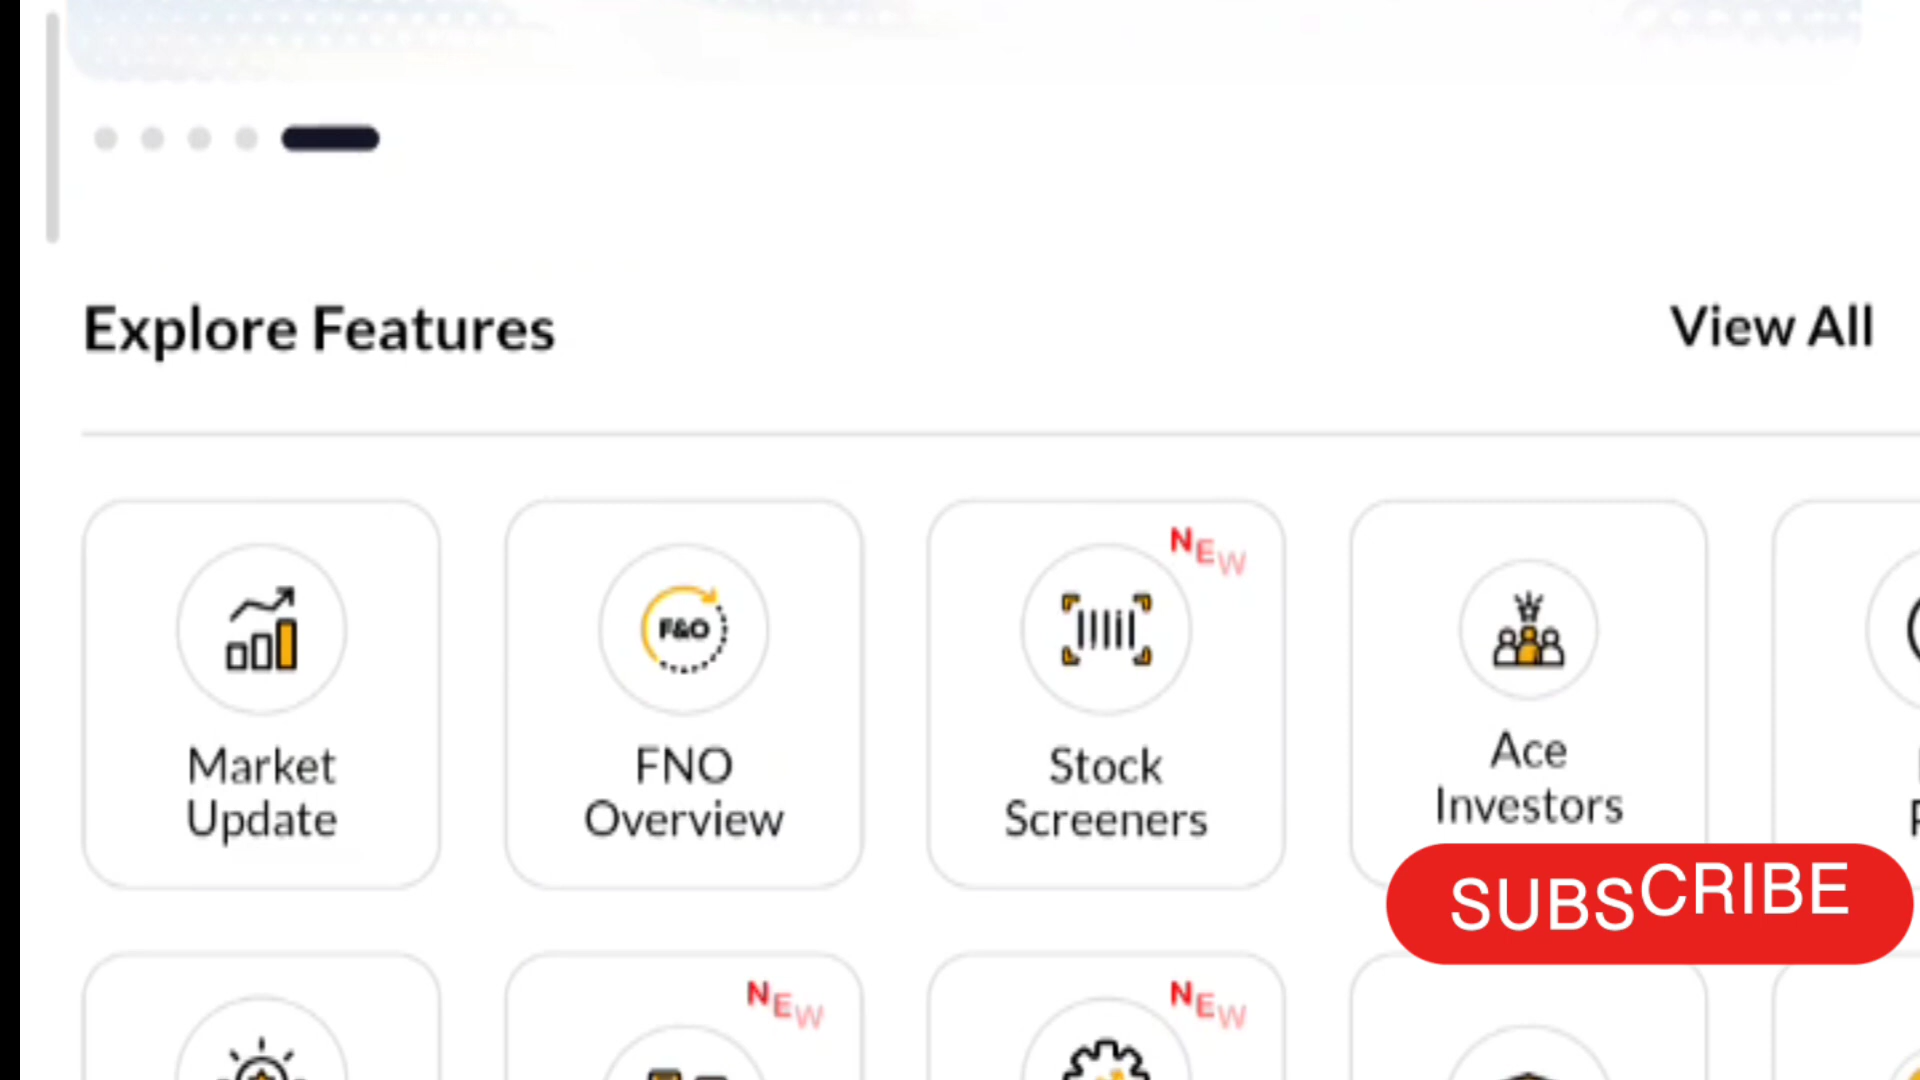 Explore Features
View All
NEW
F&O
Market
Update
FNO
Overview
Stock
Screeners
Ace
Investors
SUBSCRIBE
NEW
NEW